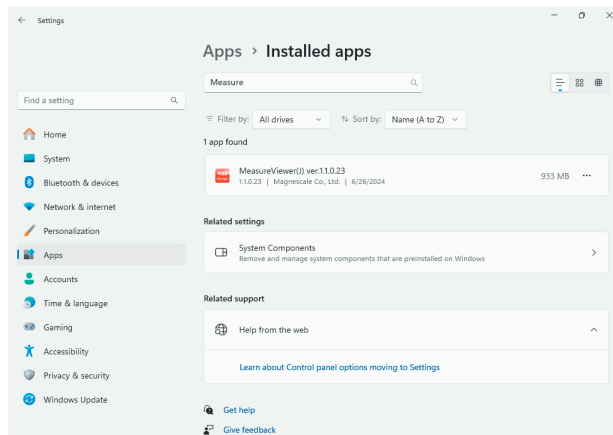 Settings
Apps > Installed apps
Measure
Find a setting
Filter by: All drives
Sort by: Name (A to Z)
1 app found
Home
System
Bluetooth & devices
Network & internet
Personalization
Apps
Accounts
Time & language
Gaming
Accessibility
Privacy & security
Windows Update
MeasureViewer(J) ver.1.1.0.23
1.1.0.23 | Magnescale Co., Ltd. | 6/26/2024
933 MB
Related settings
System Components
Remove and manage system components that are preinstalled on Windows
Related support
Help from the web
Learn about Control panel options moving to Settings
Get help
Give feedback